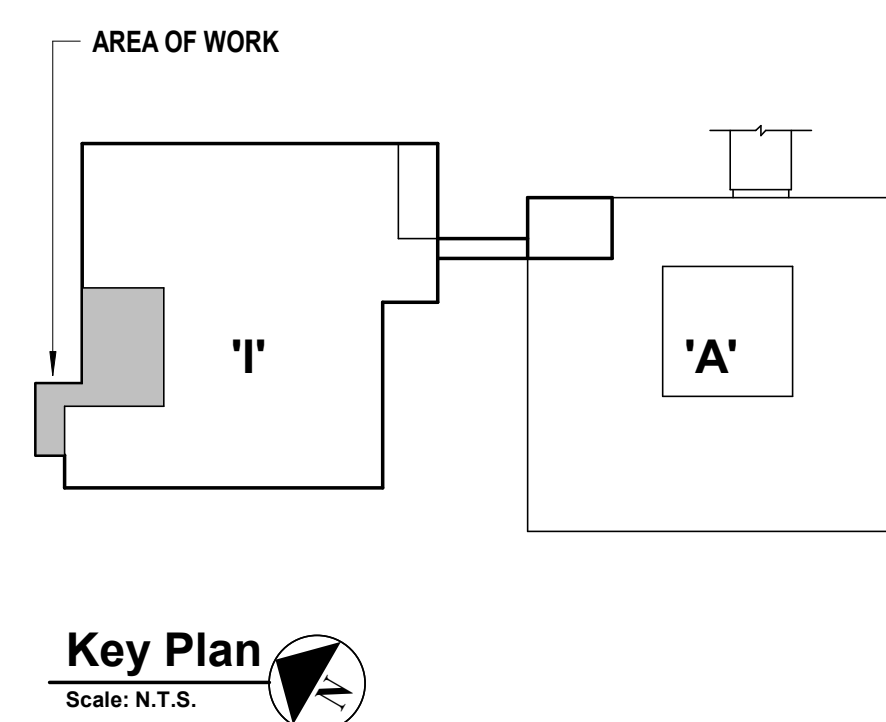 AREA OF WORK
'I'
'A'
Key Plan
N
Scale: N.T.S.